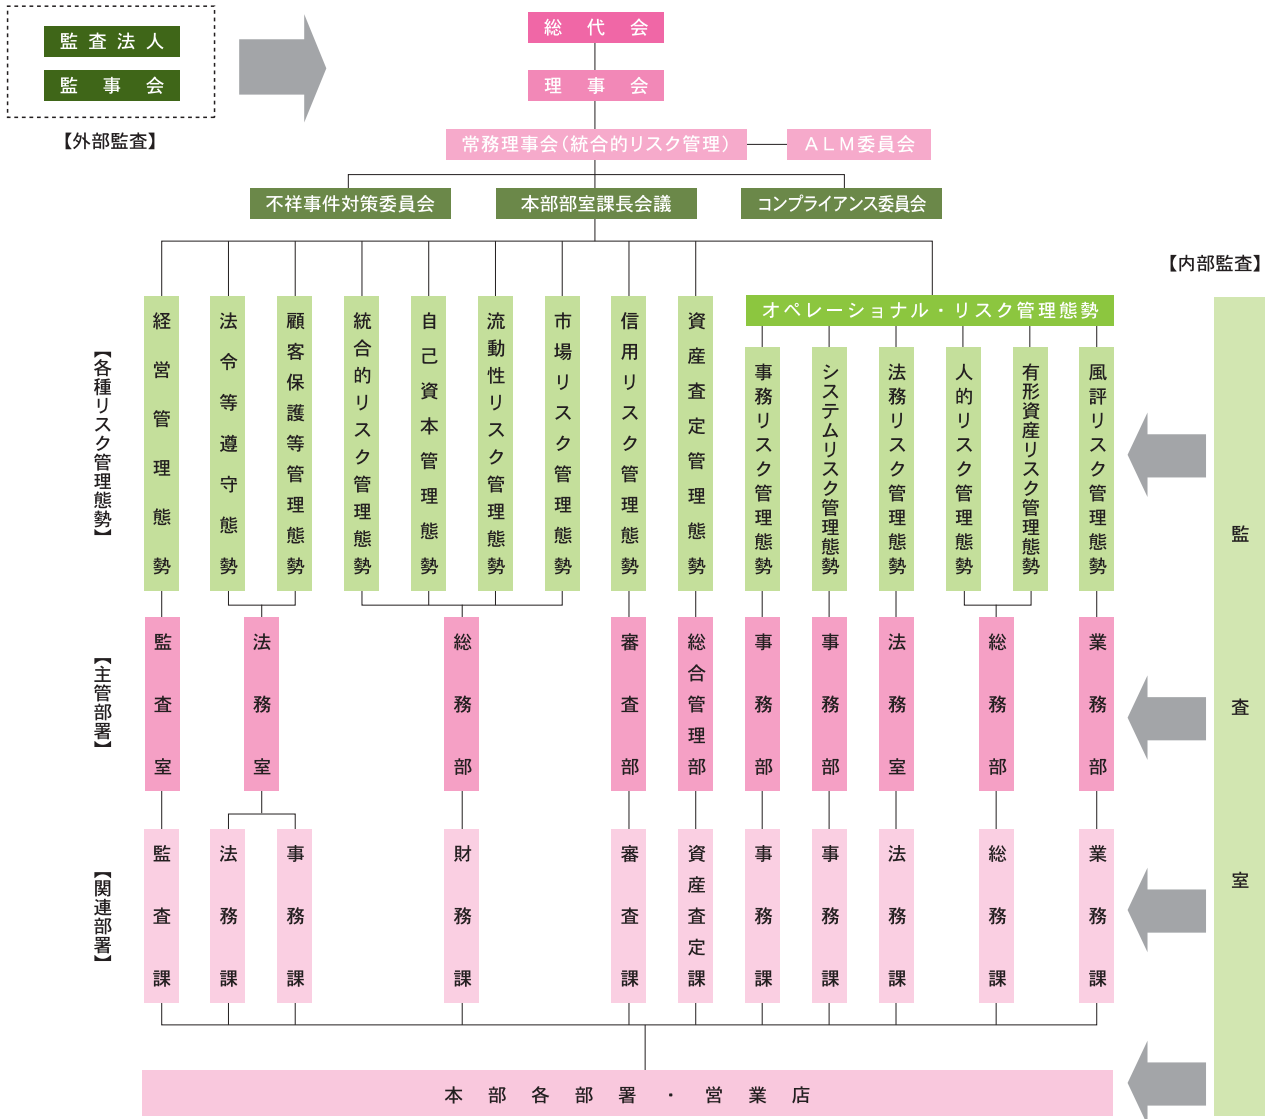 監査法人
監事会
【外部監査】
総代会
理事会
常務理事会（統合的リスク管理）
ＡＬＭ委員会
不祥事件対策委員会
本部部室課長会議
コンプライアンス委員会
【内部監査】
【各種リスク管理態勢】
経営管理態勢
法令等遵守態勢
顧客保護等管理態勢
統合的リスク管理態勢
自己資本管理態勢
流動性リスク管理態勢
市場リスク管理態勢
信用リスク管理態勢
資産査定管理態勢
オペレーショナル・リスク管理態勢
事務リスク管理態勢
システムリスク管理態勢
法務リスク管理態勢
人的リスク管理態勢
有形資産リスク管理態勢
風評リスク管理態勢
【主管部署】
監査室
法務室
総務部
審査部
総合管理部
事務部
事務部
法務室
総務部
業務部
【関連部署】
監査課
法務課
事務課
財務課
審査課
資産査定課
事務課
事務課
法務課
総務課
業務課
監査室
本部各部署・営業店